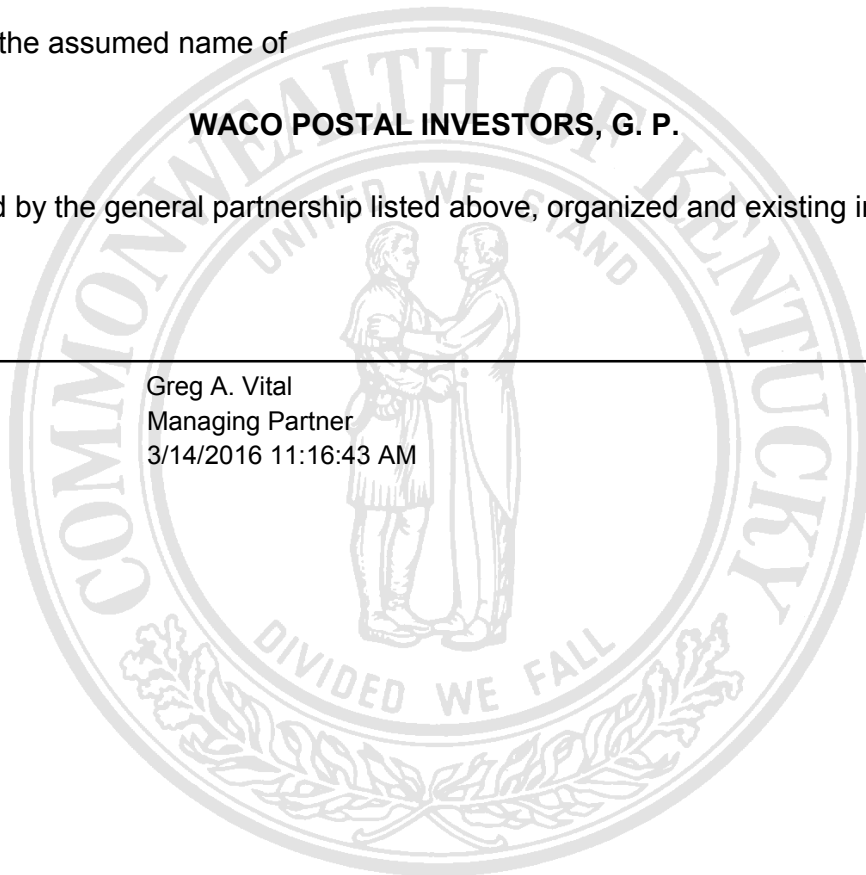 the assumed name of
WACO POSTAL INVESTORS, G. P.
by the general partnership listed above, organized and existing
Greg A. Vital
Managing Partner
3/14/2016 11:16:43 AM
COMMONWEALTH OF KENTUCKY
UNITED WE STAND
DIVIDED WE FALL